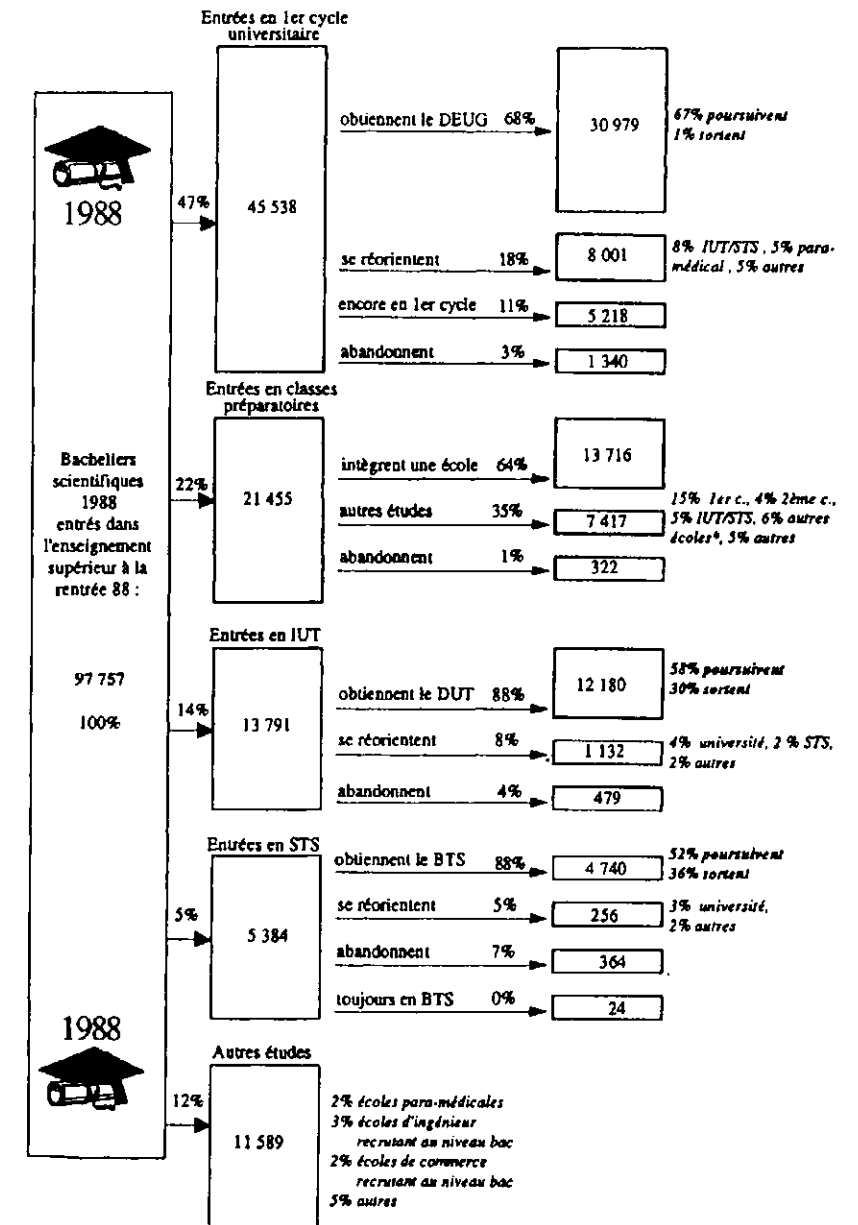 Entrées en 1er cycle
universitaire
45 538
47%
obtiennent le DEUG 68%
30 979
67% poursuivent
1% sortent
se réorientent 18%
8 001
8% IUT/STS , 5% para-
médical , 5% autres
encore en 1er cycle 11%
5 218
abandonnent 3%
1 340
1988
Bacheliers
scientifiques
1988
entrés dans
l'enseignement
supérieur à la
rentrée 88 :
97 757
100%
1988
Entrées en classes
préparatoires
22%
21 455
intègrent une école 64%
13 716
autres études 35%
7 417
15% 1er c., 4% 2ème c.,
5% IUT/STS, 6% autres
écoles*, 5% autres
abandonnent 1%
322
Entrées en IUT
14%
13 791
obtiennent le DUT 88%
12 180
58% poursuivent
30% sortent
se réorientent 8%
1 132
4% université, 2 % STS,
2% autres
abandonnent 4%
479
Entrées en STS
5%
5 384
obtiennent le BTS 88%
4 740
52% poursuivent
36% sortent
se réorientent 5%
256
3% université,
2% autres
abandonnent 7%
364
toujours en BTS 0%
24
Autres études
12%
11 589
2% écoles para-médicales
3% écoles d'ingénieur
recrutant au niveau bac
2% écoles de commerce
recrutant au niveau bac
5% autres